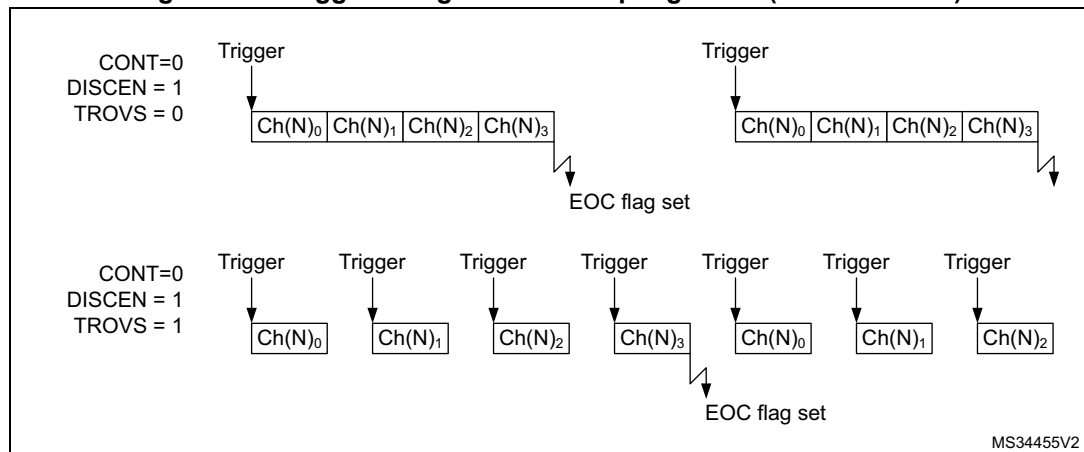 CONT=0
DISCEN = 1
TROVS = 0
Trigger Trigger
Ch(N)₀ Ch(N)₁ Ch(N)₂ Ch(N)₃ Ch(N)₀ Ch(N)₁ Ch(N)₂ Ch(N)₃
EOC flag set
CONT=0
DISCEN = 1
TROVS = 1
Trigger Trigger Trigger Trigger Trigger Trigger Trigger
Ch(N)₀ Ch(N)₁ Ch(N)₂ Ch(N)₃ Ch(N)₀ Ch(N)₁ Ch(N)₂
EOC flag set
MS34455V2